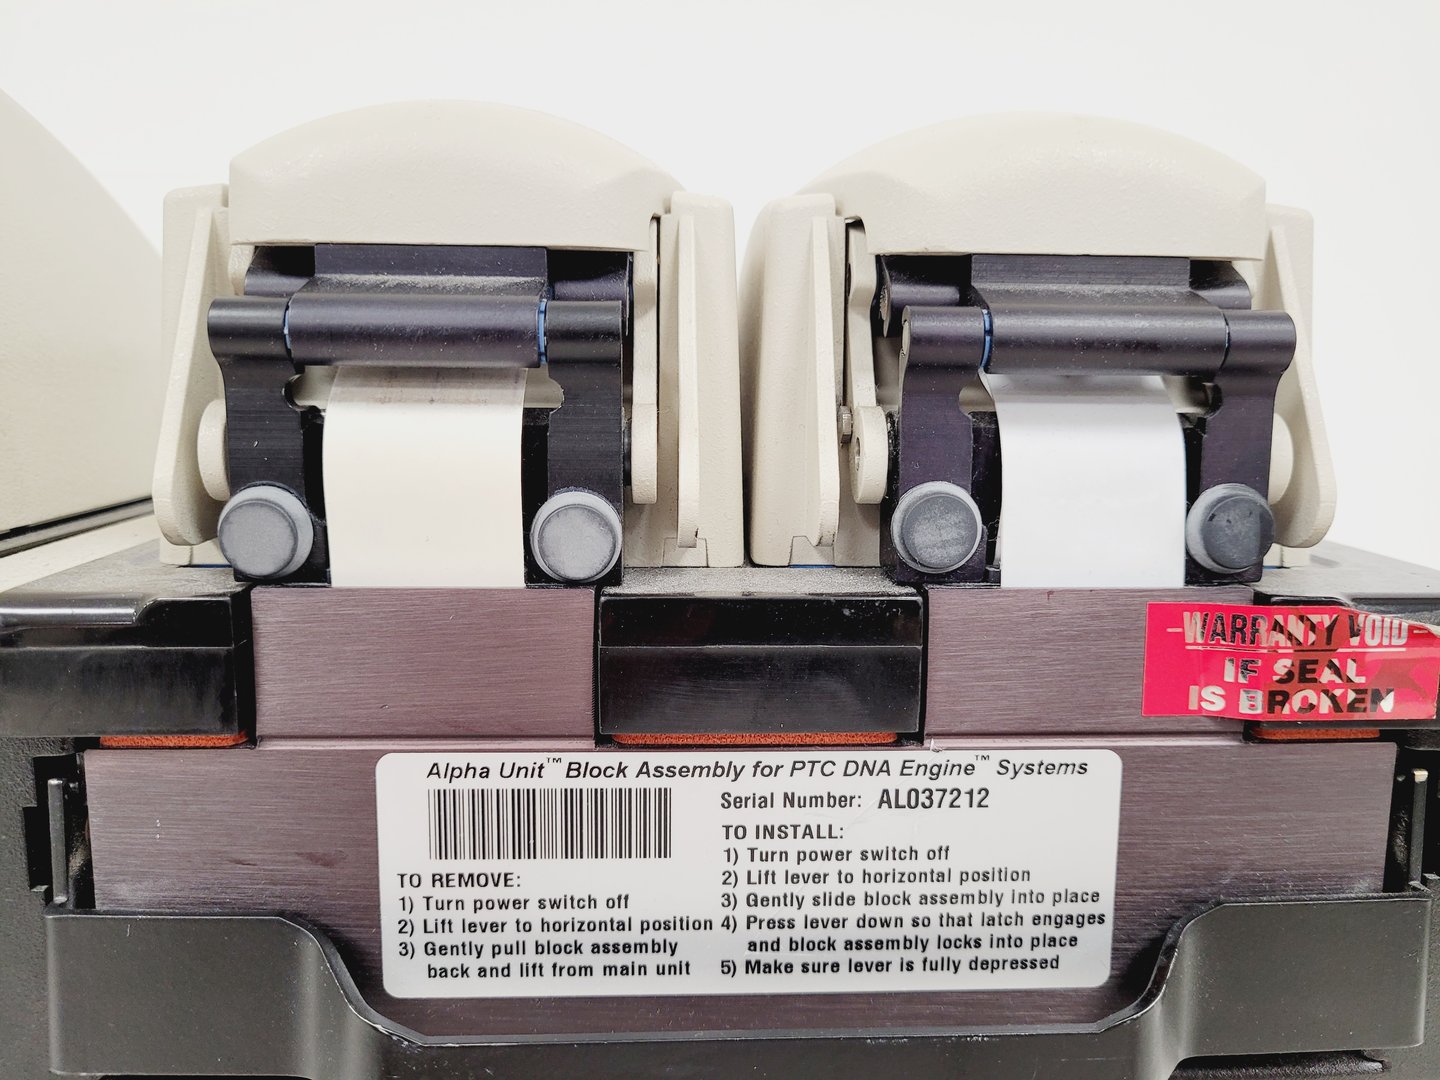 WARRANTY VOID
IF SEAL
IS BROKEN
Alpha Unit™ Block Assembly for PTC DNA Engine™ Systems
Serial Number: AL037212
TO REMOVE:
1) Turn power switch off
2) Lift lever to horizontal position
3) Gently pull block assembly
back and lift from main unit
TO INSTALL:
1) Turn power switch off
2) Lift lever to horizontal position
3) Gently slide block assembly into place
4) Press lever down so that latch engages
and block assembly locks into place
5) Make sure lever is fully depressed